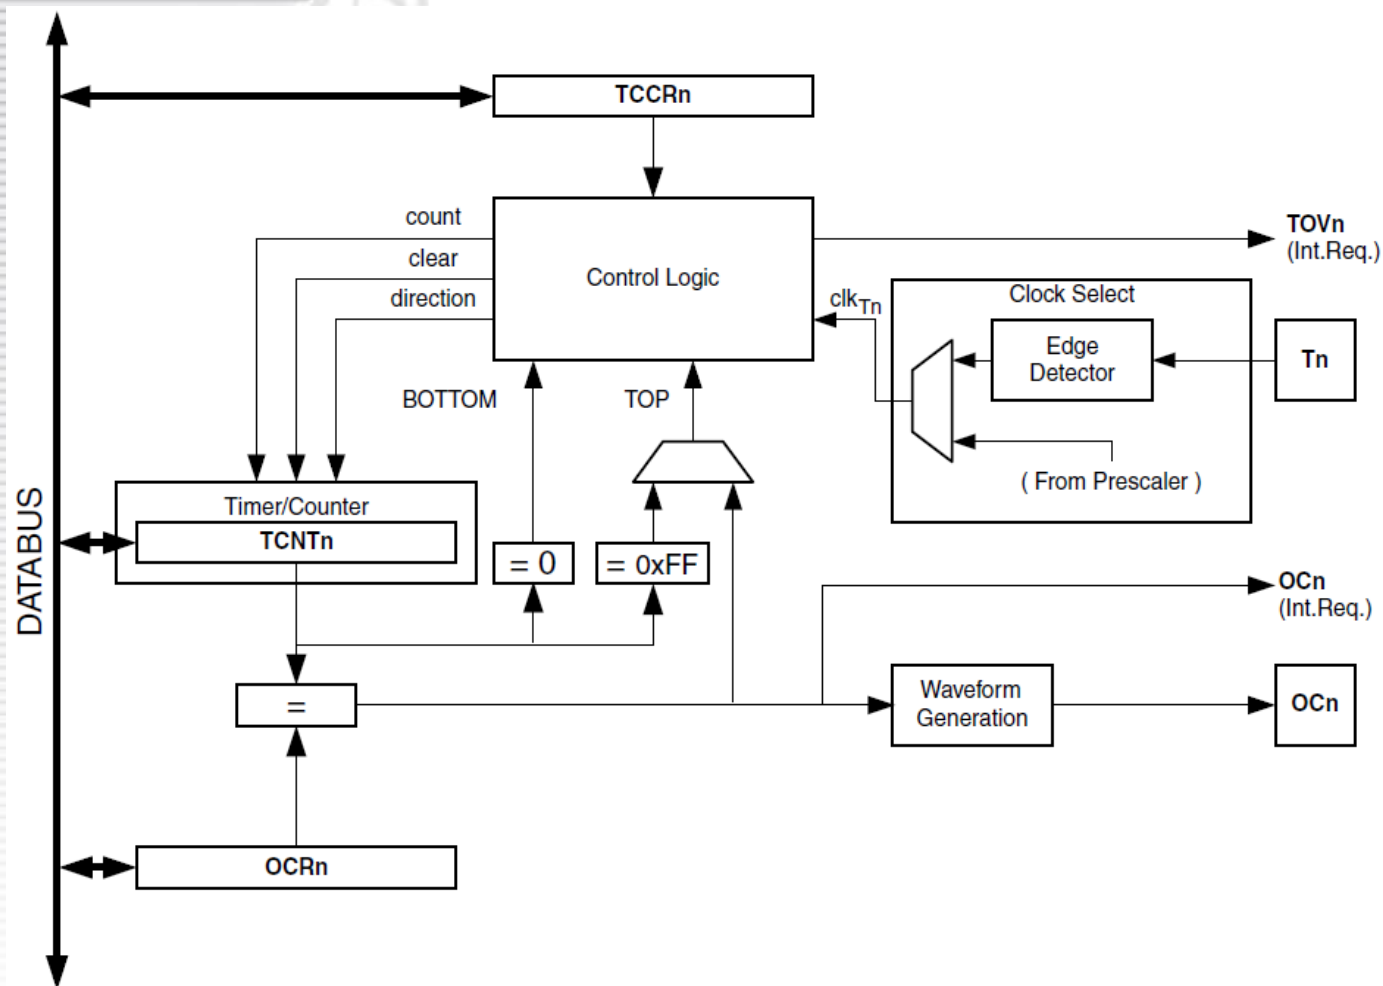 TCCRn
count
clear
direction
Control Logic
TOVn
(Int.Req.)
clkTn
Clock Select
Edge
Detector
Tn
BOTTOM
TOP
( From Prescaler )
Timer/Counter
TCNTn
= 0
= 0xFF
DATABUS
OCn
(Int.Req.)
=
Waveform
Generation
OCn
OCRn